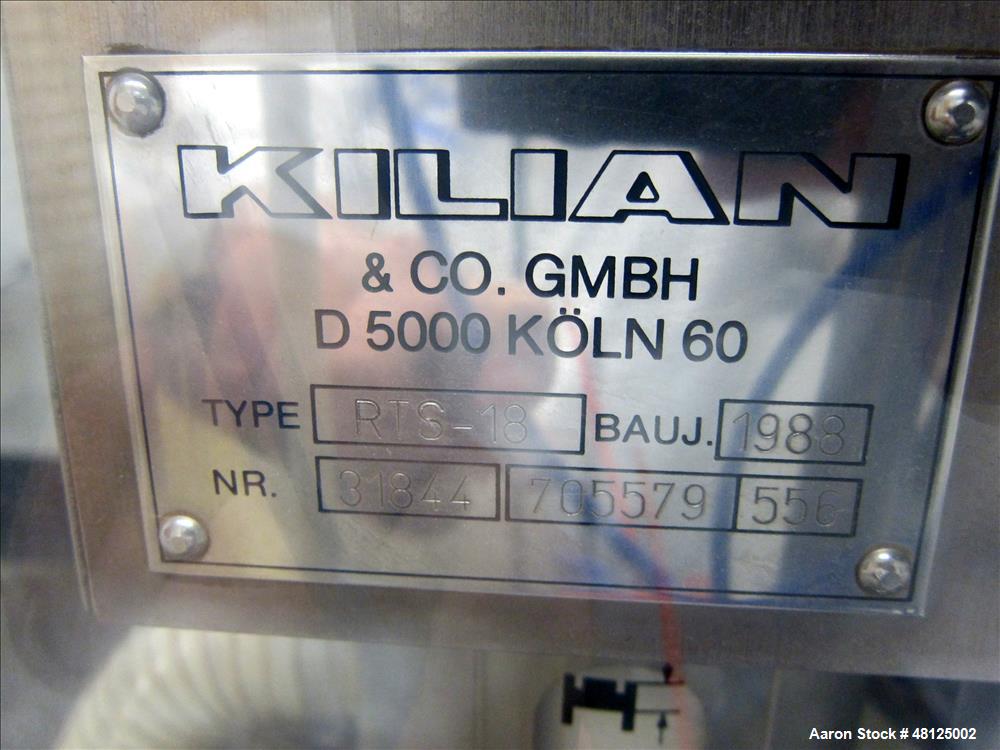 KILIAN
& CO. GMBH
D 5000 KÖLN 60
TYPE RTS-18 BAUJ. 1988
NR. 31844 705579 556
Aaron Stock # 48125002